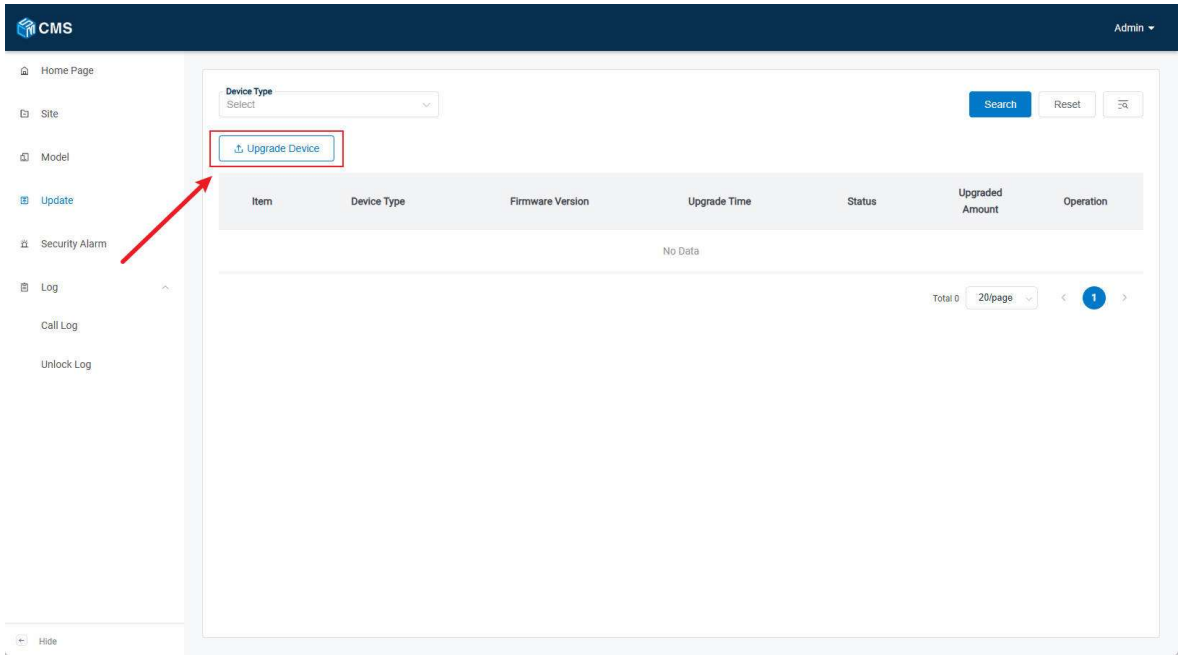 CMS
Admin
Home Page
Site
Model
Update
Security Alarm
Log
Call Log
Unlock Log
Hide
Device Type
Select
Search
Reset
Upgrade Device
Item
Device Type
Firmware Version
Upgrade Time
Status
Upgraded
Amount
Operation
No Data
Total 0
20/page
1